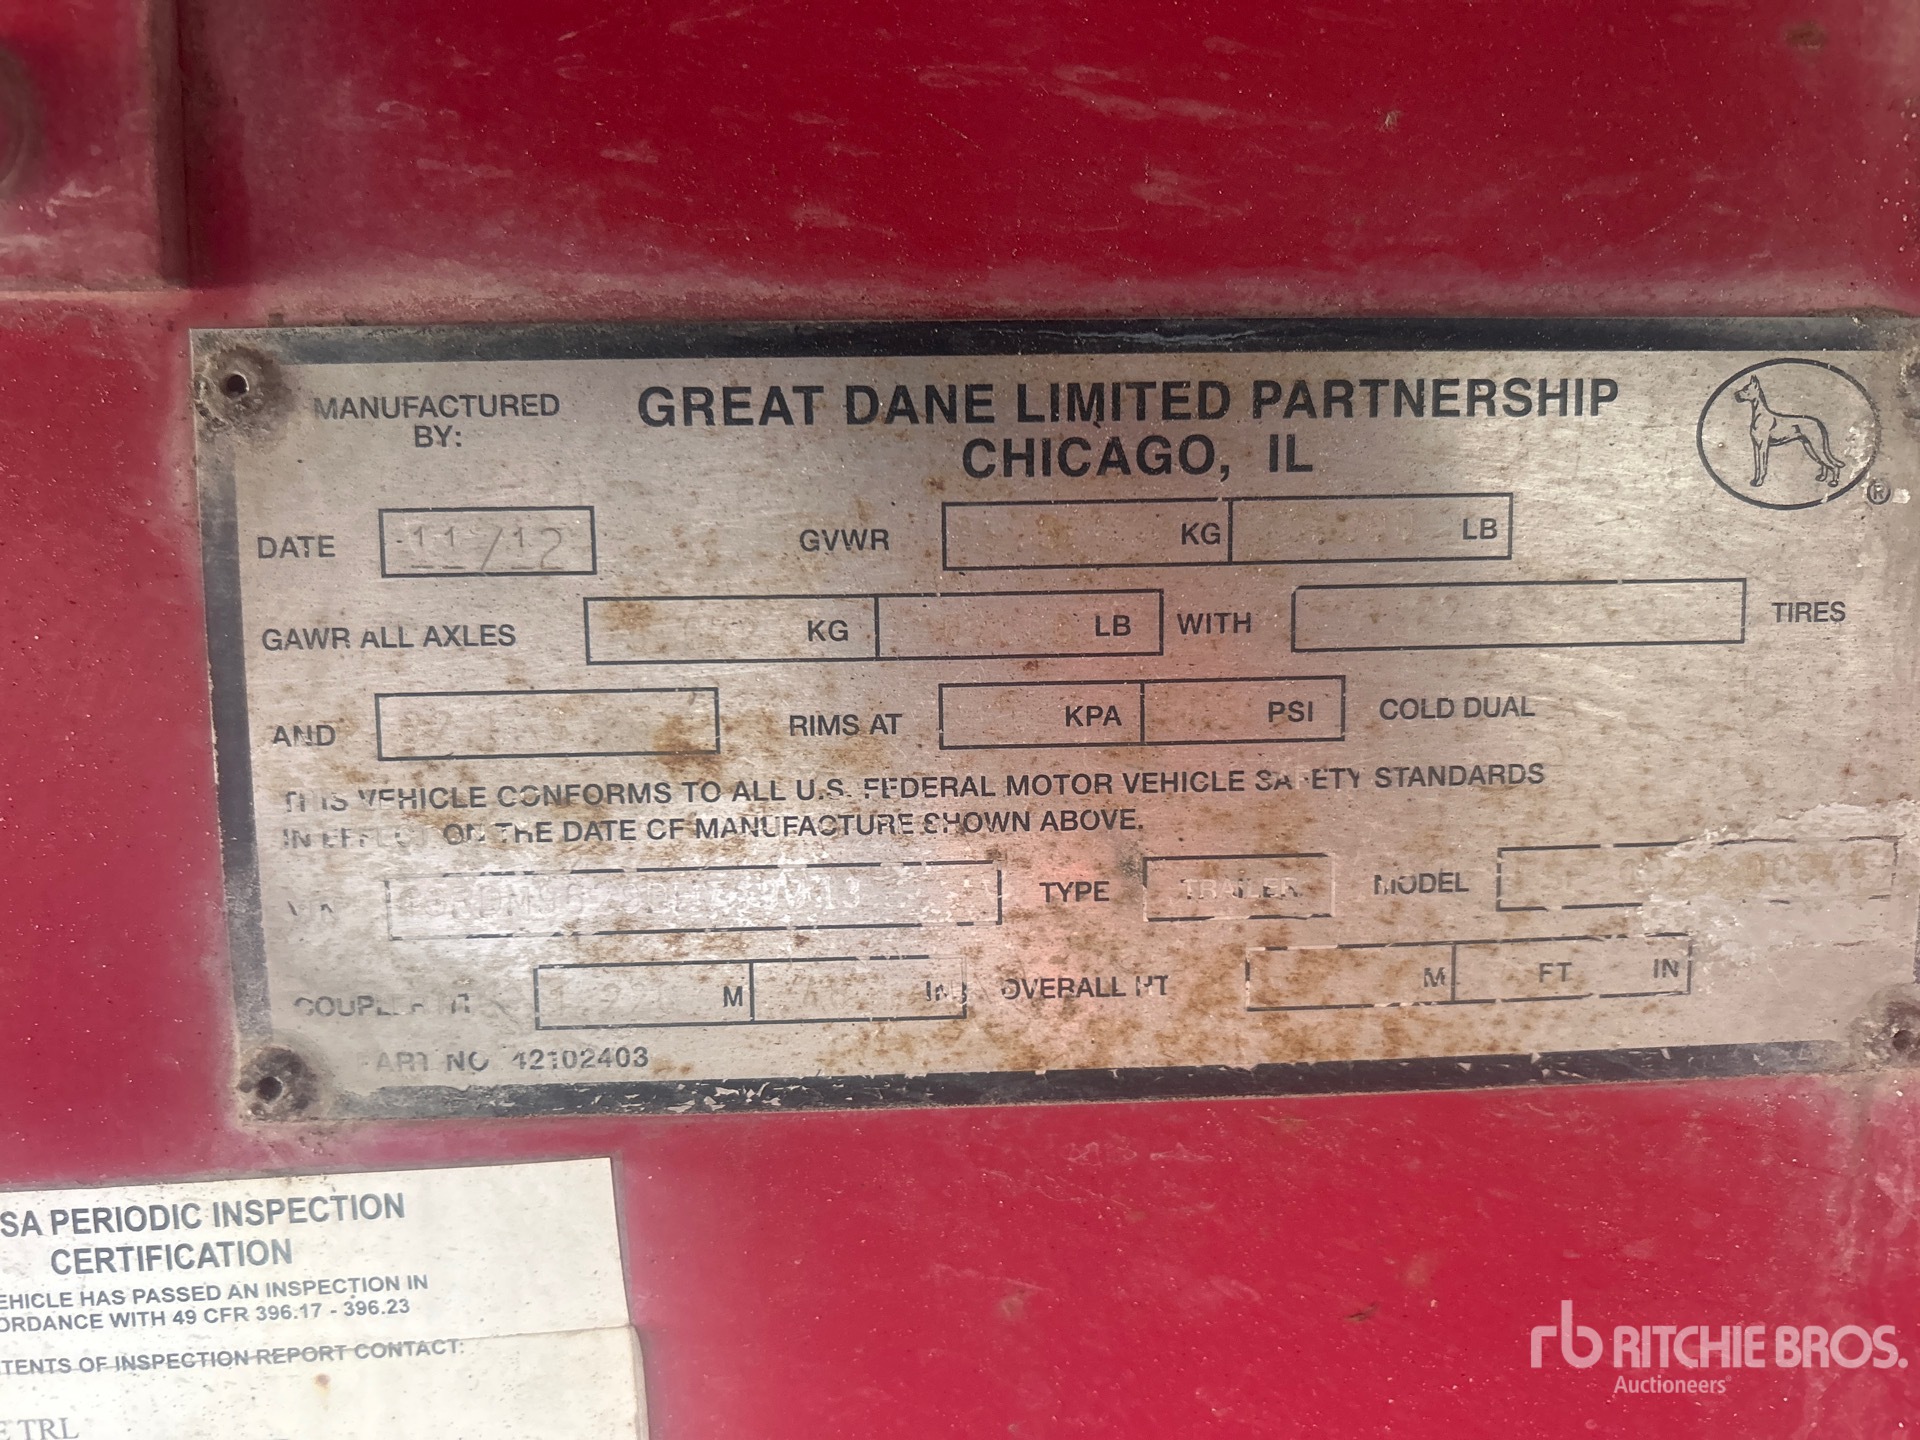 MANUFACTURED BY:
GREAT DANE LIMITED PARTNERSHIP
CHICAGO, IL
®
DATE 11/12 GVWR KG LB
GAWR ALL AXLES KG LB WITH TIRES
AND RIMS AT KPA PSI COLD DUAL
THIS VEHICLE CONFORMS TO ALL U.S. FEDERAL MOTOR VEHICLE SAFETY STANDARDS
IN EFFECT ON THE DATE OF MANUFACTURE SHOWN ABOVE.
TYPE TRAILER MODEL
COUPLER HT M IN OVERALL HT M FT IN
PART NO 42102403
SA PERIODIC INSPECTION
CERTIFICATION
EHICLE HAS PASSED AN INSPECTION IN
ORDANCE WITH 49 CFR 396.17 - 396.23
TENTS OF INSPECTION REPORT CONTACT:
E TRL
rb RITCHIE BROS.
Auctioneers